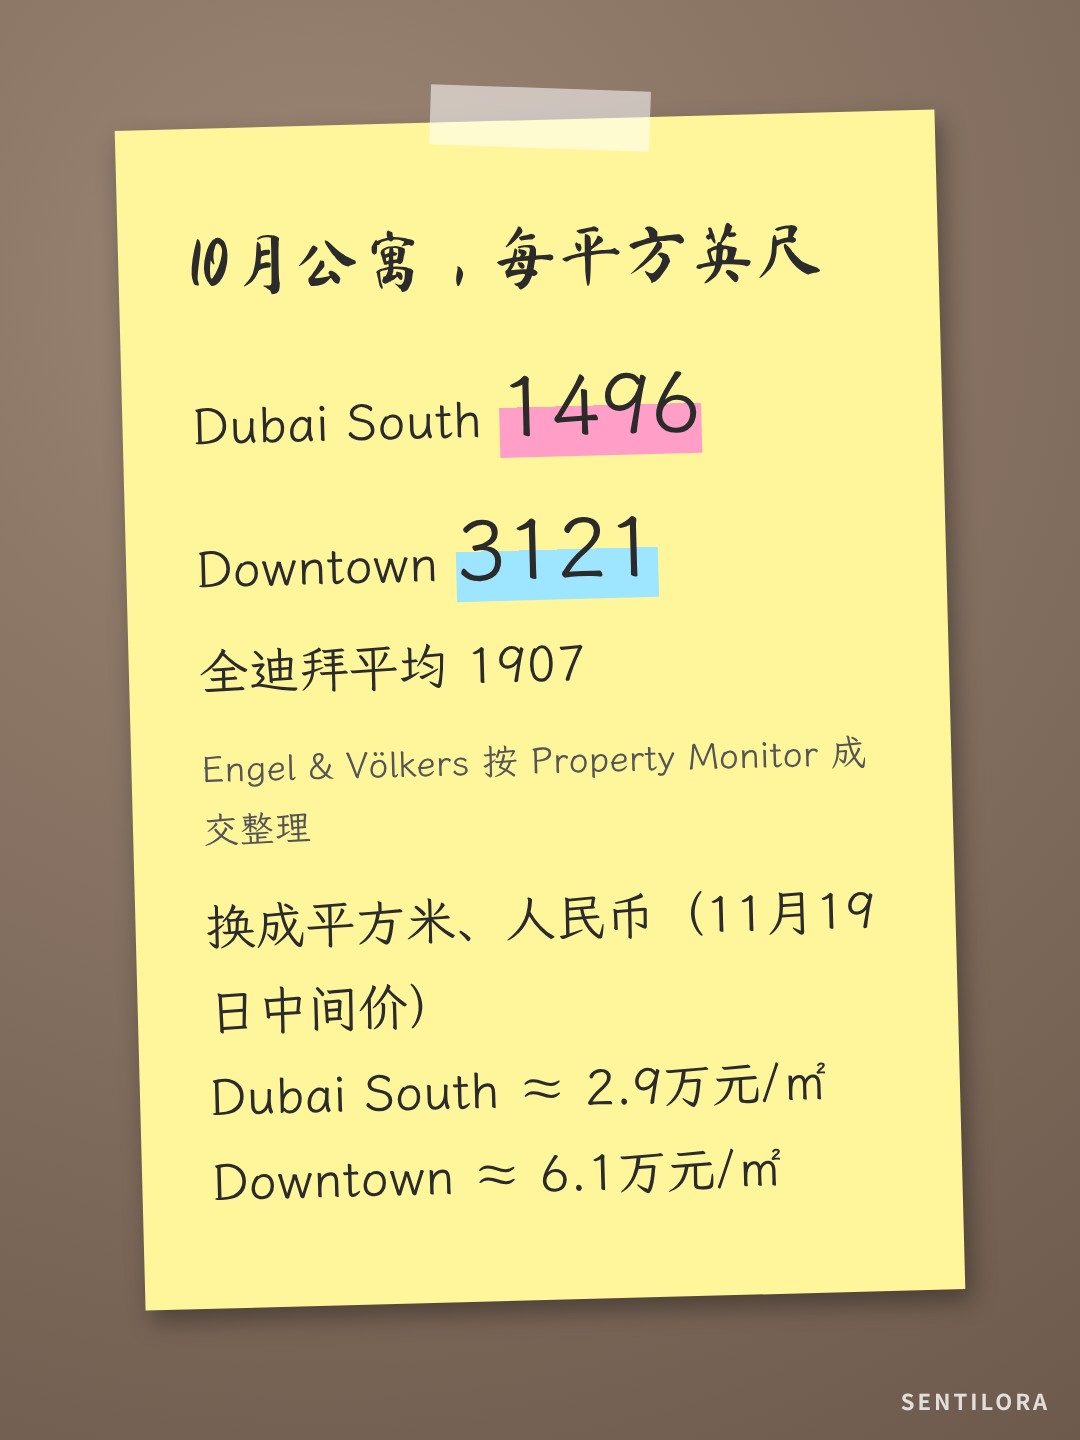 10月公寓，每平方英尺
Dubai South 1496
Downtown 3121
全迪拜平均 1907
Engel & Völkers 按 Property Monitor 成
交整理
换成平方米、人民币（11月19
日中间价）
Dubai South ≈ 2.9万元/㎡
Downtown ≈ 6.1万元/㎡
SENTILORA